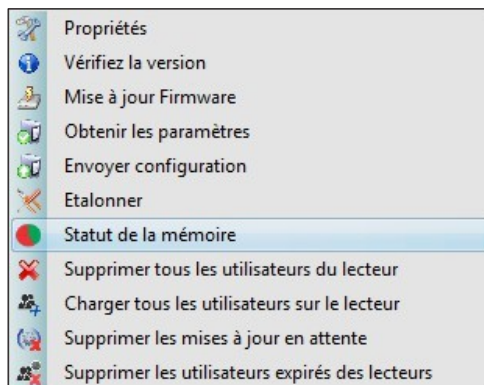 Propriétés
Vérifiez la version
Mise à jour Firmware
Obtenir les paramètres
Envoyer configuration
Etalonner
Statut de la mémoire
Supprimer tous les utilisateurs du lecteur
Charger tous les utilisateurs sur le lecteur
Supprimer les mises à jour en attente
Supprimer les utilisateurs expirés des lecteurs